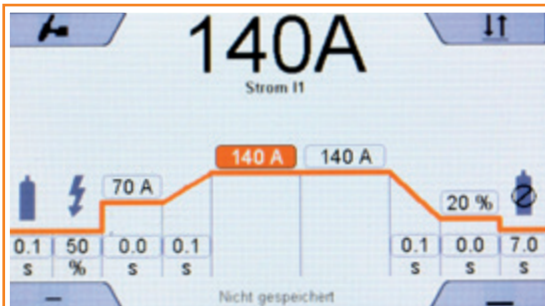 140A
Strom I1
140 A 140 A
70 A
20 %
0.1 50 0.0 0.1 0.1 0.0 7.0
s % s s s s s
Nicht gespeichert